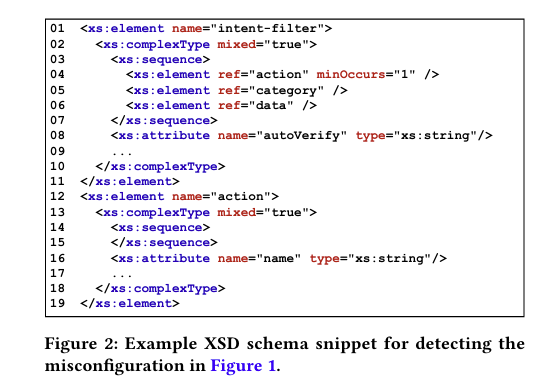 01 <xs:element name="intent-filter">
02 <xs:complexType mixed="true">
03 <xs:sequence>
04 <xs:element ref="action" minOccurs="1" />
05 <xs:element ref="category" />
06 <xs:element ref="data" />
07 </xs:sequence>
08 <xs:attribute name="autoVerify" type="xs:string"/>
09 ...
10 </xs:complexType>
11 </xs:element>
12 <xs:element name="action">
13 <xs:complexType mixed="true">
14 <xs:sequence>
15 </xs:sequence>
16 <xs:attribute name="name" type="xs:string"/>
17 ...
18 </xs:complexType>
19 </xs:element>
Figure 2: Example XSD schema snippet for detecting the
misconfiguration in Figure 1.